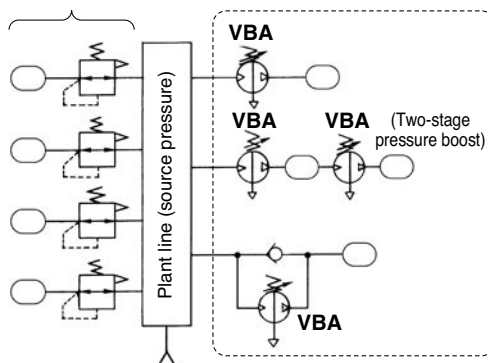 VBA
VBA
VBA
(Two-stage
pressure boost)
Plant line (source pressure)
VBA